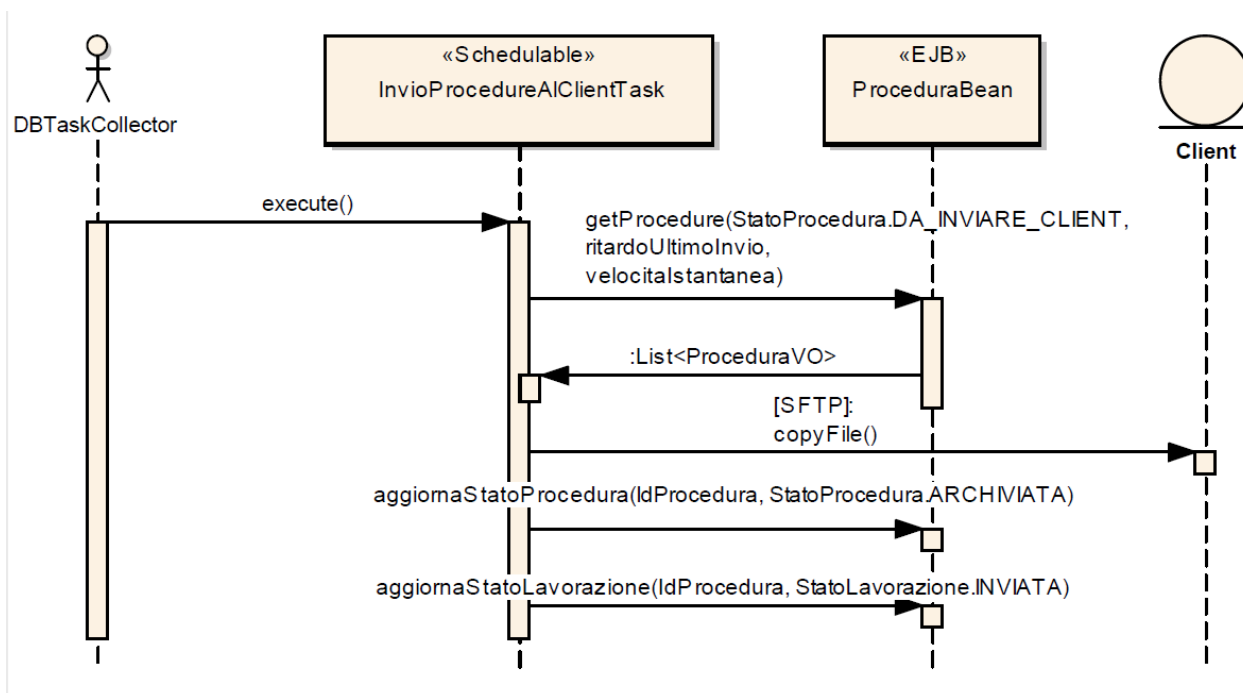 «Schedulable»
InvioProcedureAlClientTask
«EJB»
ProceduraBean
DBTaskCollector
Client
execute()
getProcedure(StatoProcedura.DA_INVIARE_CLIENT,
ritardoUltimoInvio,
velocitaIstantanea)
:List<ProceduraVO>
[SFTP]:
copyFile()
aggiornaStatoProcedura(IdProcedura, StatoProcedura.ARCHIVIATA)
aggiornaStatoLavorazione(IdProcedura, StatoLavorazione.INVIATA)